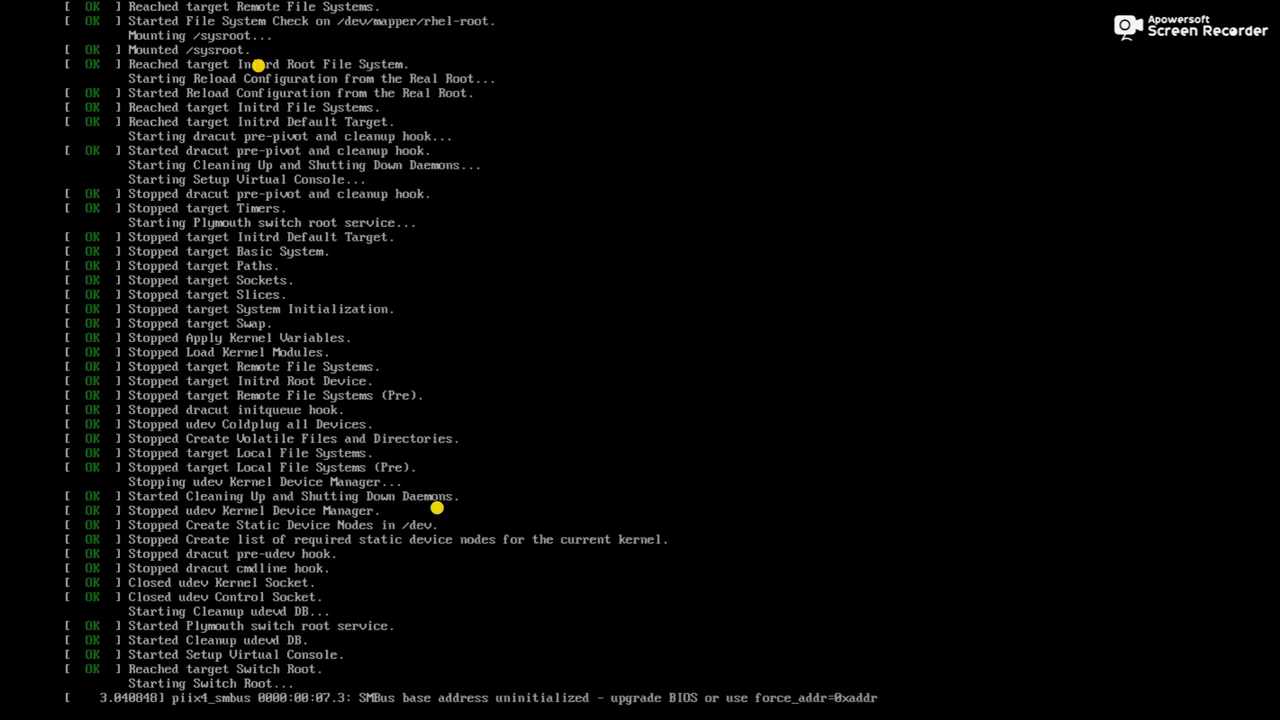 [  OK  ] Reached target Remote File Systems.
[  OK  ] Started File System Check on /dev/mapper/rhel-root.
Mounting /sysroot...
[  OK  ] Mounted /sysroot.
[  OK  ] Reached target Initrd Root File System.
Starting Reload Configuration from the Real Root...
[  OK  ] Started Reload Configuration from the Real Root.
[  OK  ] Reached target Initrd File Systems.
[  OK  ] Reached target Initrd Default Target.
Starting dracut pre-pivot and cleanup hook...
[  OK  ] Started dracut pre-pivot and cleanup hook.
Starting Cleaning Up and Shutting Down Daemons...
Starting Setup Virtual Console...
[  OK  ] Stopped dracut pre-pivot and cleanup hook.
[  OK  ] Stopped target Timers.
Starting Plymouth switch root service...
[  OK  ] Stopped target Initrd Default Target.
[  OK  ] Stopped target Basic System.
[  OK  ] Stopped target Paths.
[  OK  ] Stopped target Sockets.
[  OK  ] Stopped target Slices.
[  OK  ] Stopped target System Initialization.
[  OK  ] Stopped target Swap.
[  OK  ] Stopped Apply Kernel Variables.
[  OK  ] Stopped Load Kernel Modules.
[  OK  ] Stopped target Remote File Systems.
[  OK  ] Stopped target Initrd Root Device.
[  OK  ] Stopped target Remote File Systems (Pre).
[  OK  ] Stopped dracut initqueue hook.
[  OK  ] Stopped udev Coldplug all Devices.
[  OK  ] Stopped Create Volatile Files and Directories.
[  OK  ] Stopped target Local File Systems.
[  OK  ] Stopped target Local File Systems (Pre).
Stopping udev Kernel Device Manager...
[  OK  ] Started Cleaning Up and Shutting Down Daemons.
[  OK  ] Stopped udev Kernel Device Manager.
[  OK  ] Stopped Create Static Device Nodes in /dev.
[  OK  ] Stopped Create list of required static device nodes for the current kernel.
[  OK  ] Stopped dracut pre-udev hook.
[  OK  ] Stopped dracut cmdline hook.
[  OK  ] Closed udev Kernel Socket.
[  OK  ] Closed udev Control Socket.
Starting Cleanup udevd DB...
[  OK  ] Started Plymouth switch root service.
[  OK  ] Started Cleanup udevd DB.
[  OK  ] Started Setup Virtual Console.
[  OK  ] Reached target Switch Root.
Starting Switch Root...
[    3.040848] piix4_smbus 0000:00:07.3: SMBus base address uninitialized - upgrade BIOS or use force_addr=0xaddr
Apowersoft
Screen Recorder